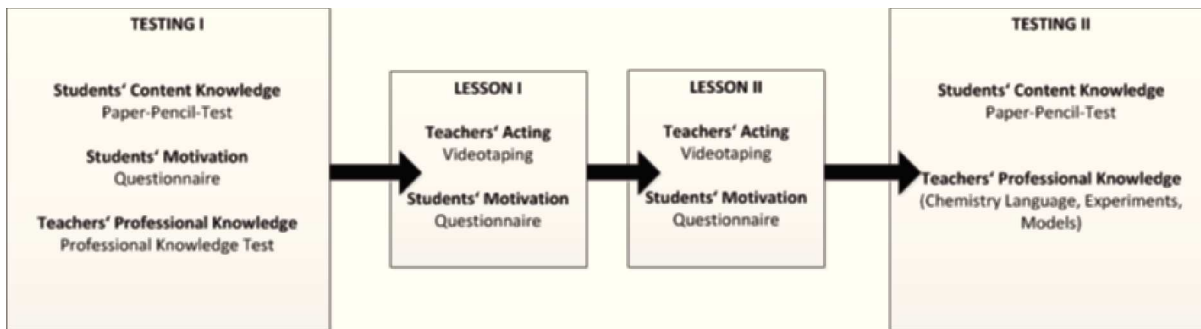 TESTING I
Students‘ Content Knowledge
Paper-Pencil-Test
Students‘ Motivation
Questionnaire
Teachers‘ Professional Knowledge
Professional Knowledge Test
LESSON I
Teachers‘ Acting
Videotaping
Students‘ Motivation
Questionnaire
LESSON II
Teachers‘ Acting
Videotaping
Students‘ Motivation
Questionnaire
TESTING II
Students‘ Content Knowledge
Paper-Pencil-Test
Teachers‘ Professional Knowledge
(Chemistry Language, Experiments,
Models)